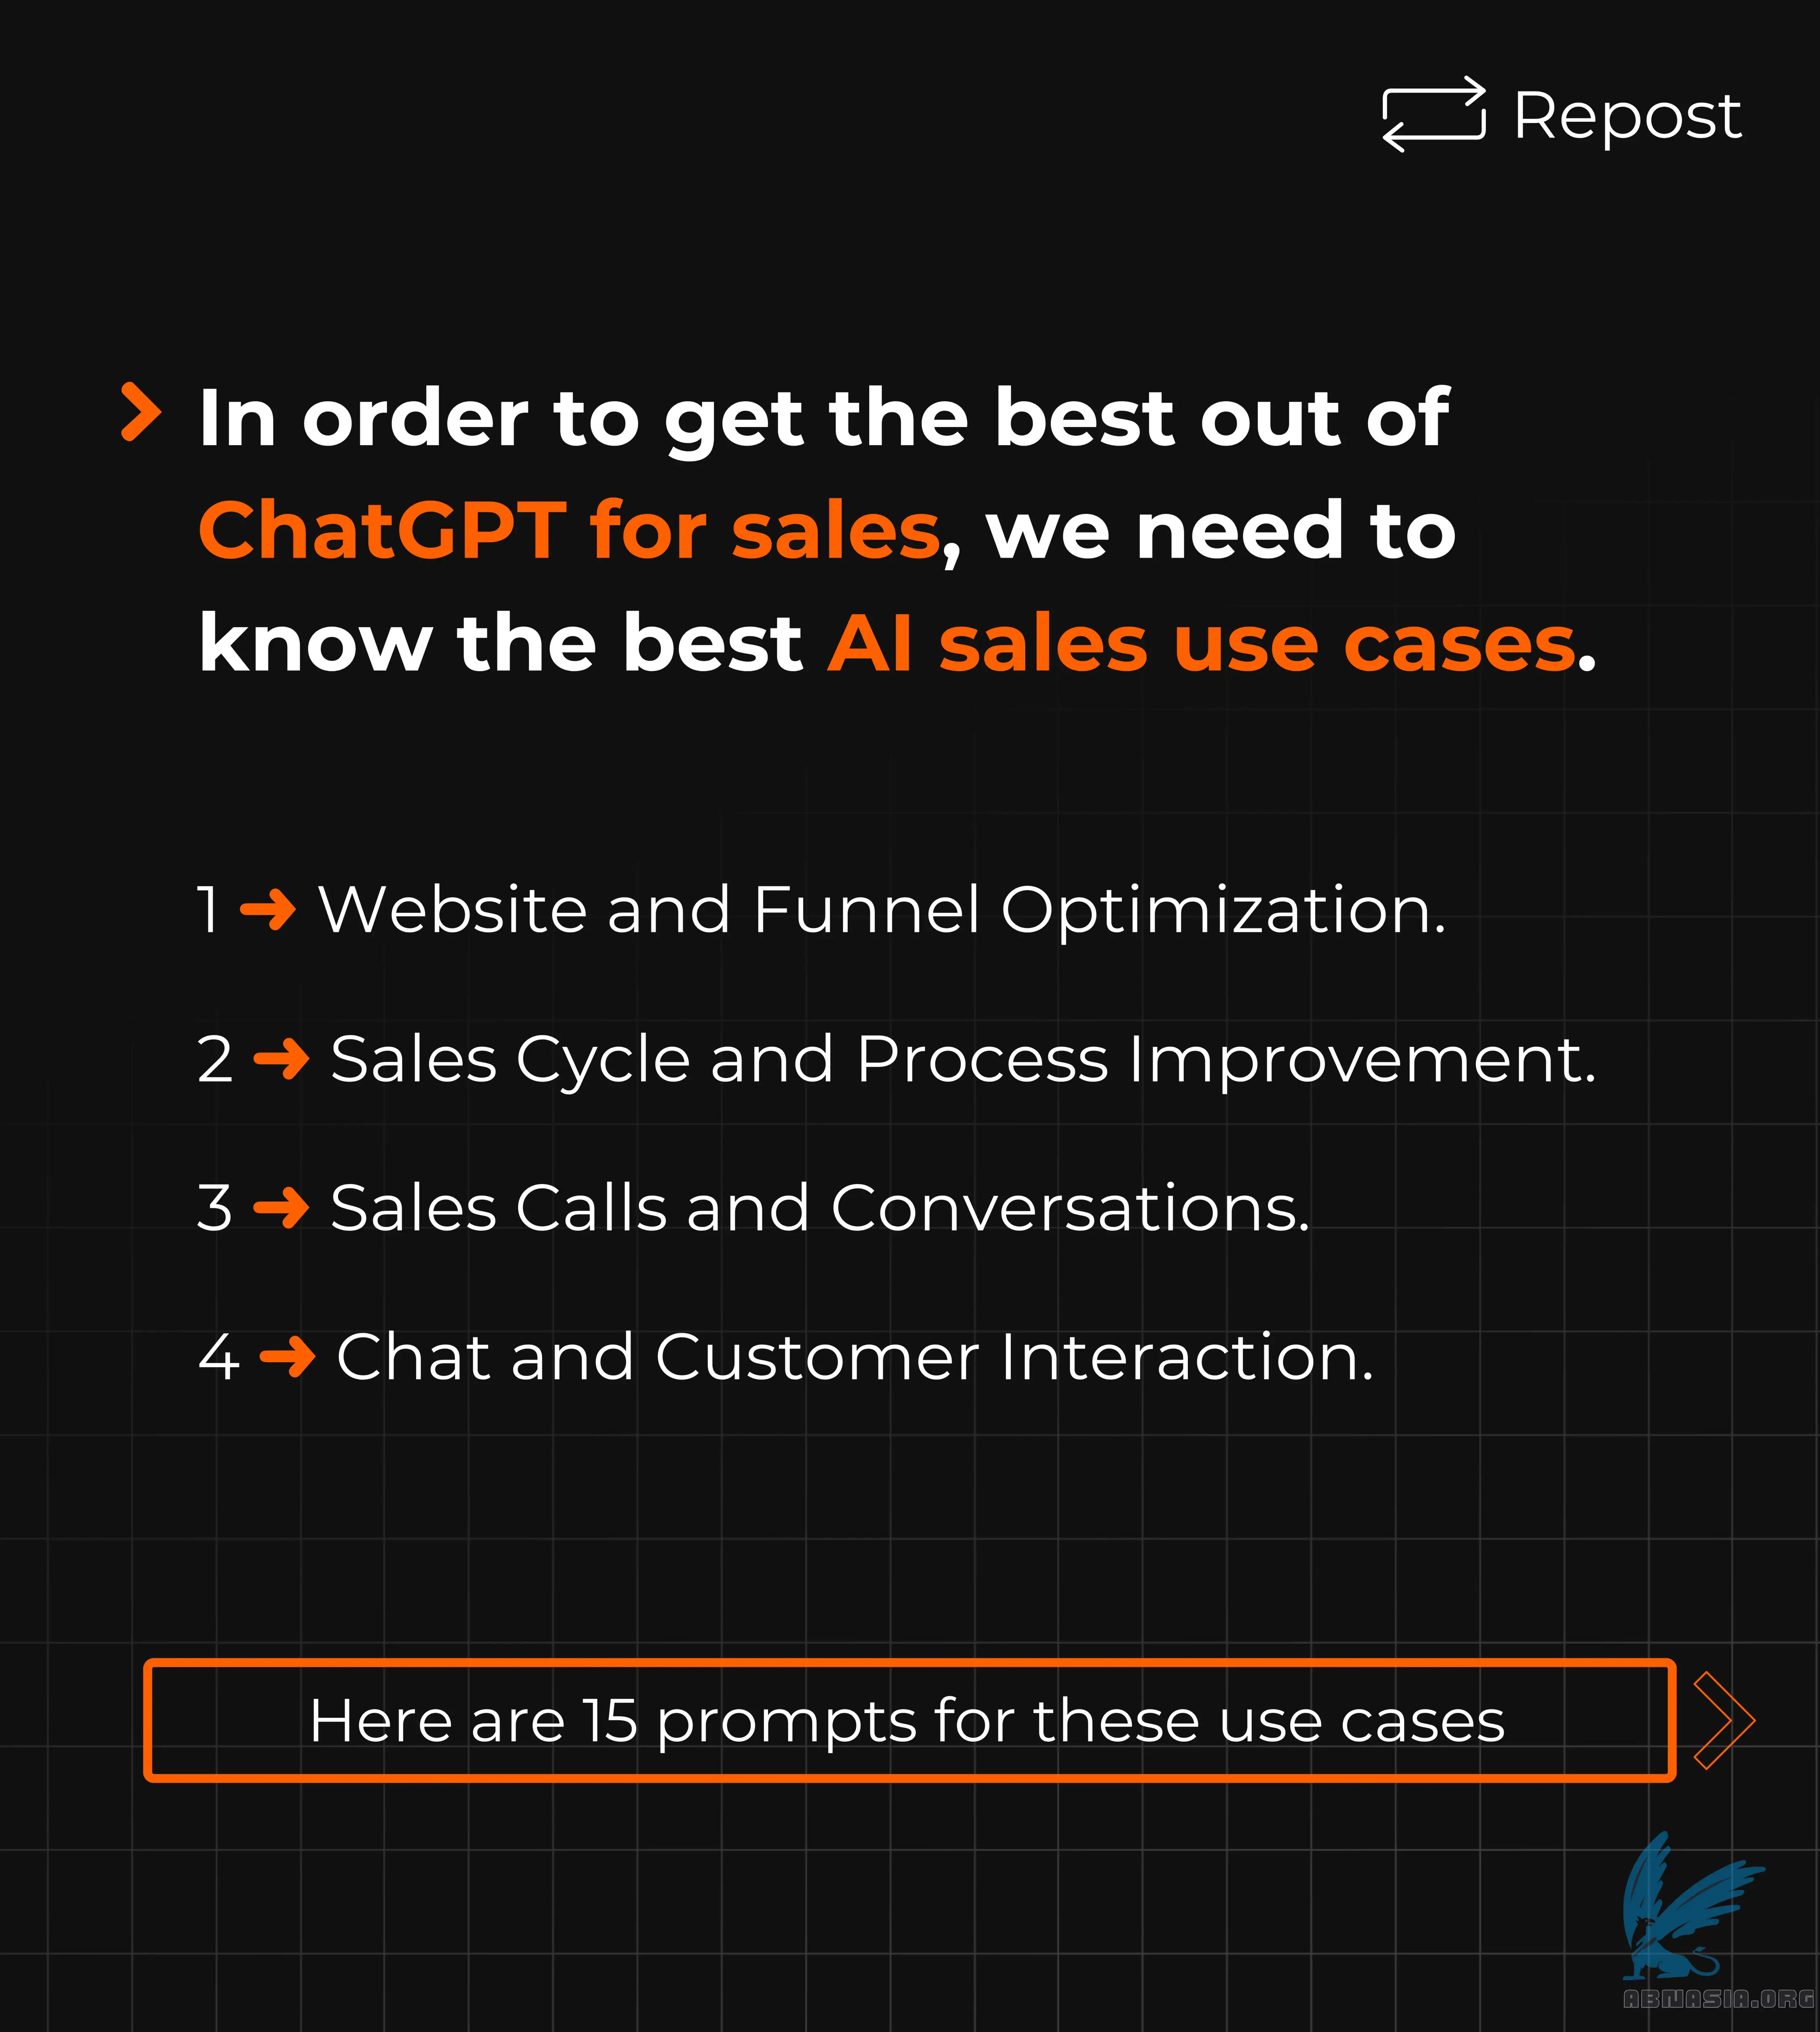 Repost
In order to get the best out of
ChatGPT for sales, we need to
know the best AI sales use cases.
1 → Website and Funnel Optimization.
2 → Sales Cycle and Process Improvement.
3 → Sales Calls and Conversations.
4 → Chat and Customer Interaction.
Here are 15 prompts for these use cases
ABNASIA.ORG